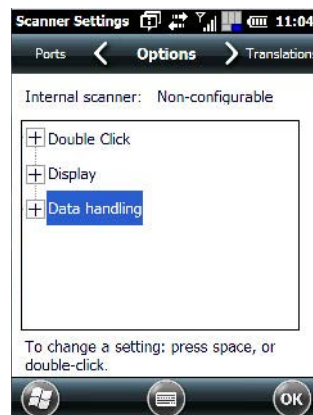 Scanner Settings 11:04
Ports Options Translation
Internal scanner: Non-configurable
Double Click
Display
Data handling
To change a setting: press space, or
double-click.
OK